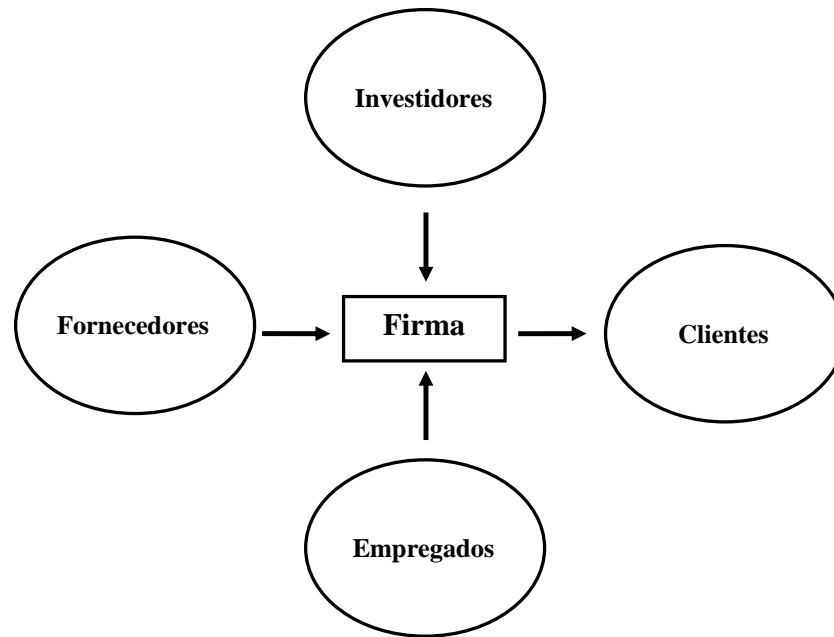 Investidores
Fornecedores
Firma
Clientes
Empregados